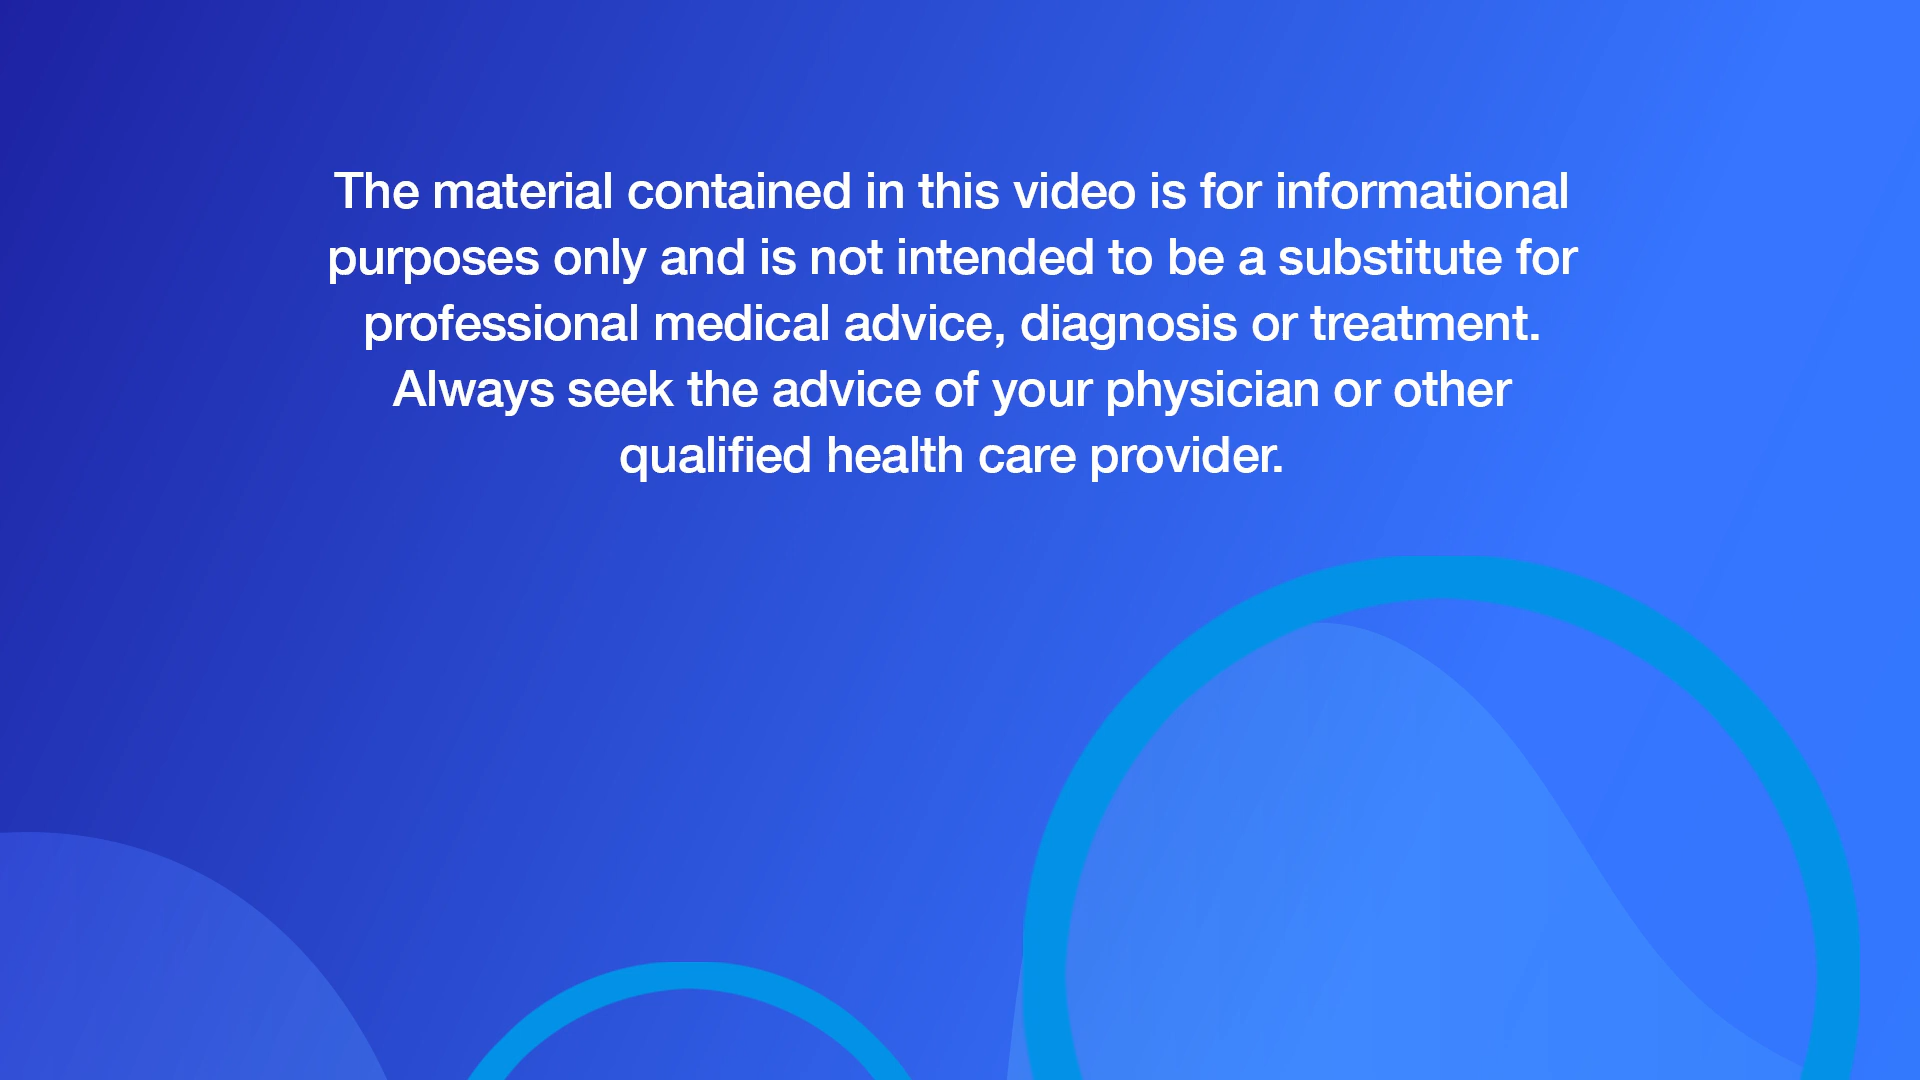 The material contained in this video is for informational
purposes only and is not intended to be a substitute for
professional medical advice, diagnosis or treatment.
Always seek the advice of your physician or other
qualified health care provider.